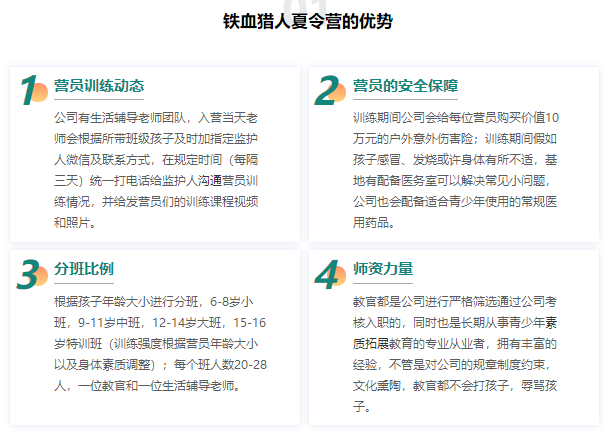 01
铁血猎人夏令营的优势
1 营员训练动态
公司有生活辅导老师团队，入营当天老
师会根据所带班级孩子及时加指定监护
人微信及联系方式，在规定时间（每隔
三天）统一打电话给监护人沟通营员训
练情况，并给发营员们的训练课程视频
和照片。
2 营员的安全保障
训练期间公司会给每位营员购买价值10
万元的户外意外伤害险；训练期间假如
孩子感冒、发烧或许身体有所不适，基
地有配备医务室可以解决常见小问题，
公司也会配备适合青少年使用的常规医
用药品。
3 分班比例
根据孩子年龄大小进行分班，6-8岁小
班，9-11岁中班，12-14岁大班，15-16
岁特训班（训练强度根据营员年龄大小
以及身体素质调整）；每个班人数20-28
人，一位教官和一位生活辅导老师。
4 师资力量
教官都是公司进行严格筛选通过公司考
核入职的，同时也是长期从事青少年素
质拓展教育的专业从业者，拥有丰富的
经验，不管是对公司的规章制度约束，
文化熏陶，教官都不会打孩子，辱骂孩
子。